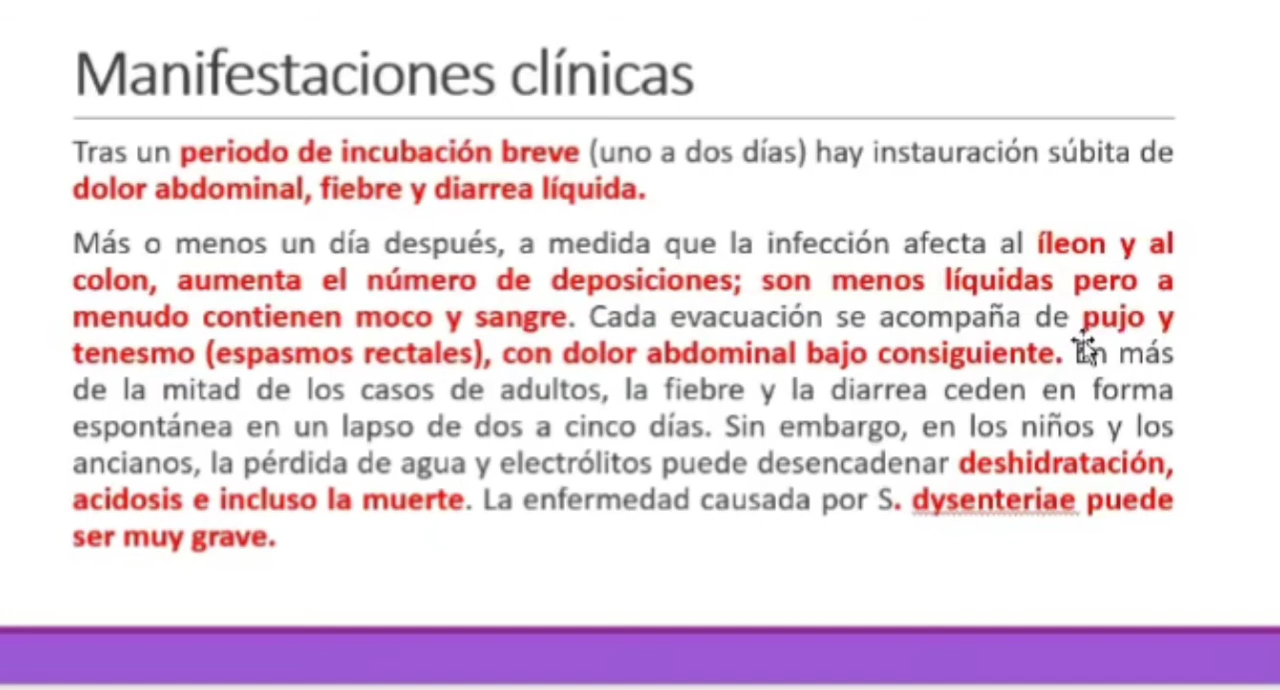 Manifestaciones clínicas
Tras un periodo de incubación breve (uno a dos días) hay instauración súbita de
dolor abdominal, fiebre y diarrea líquida.
Más o menos un día después, a medida que la infección afecta al íleon y al
colon, aumenta el número de deposiciones; son menos líquidas pero a
menudo contienen moco y sangre. Cada evacuación se acompaña de pujo y
tenesmo (espasmos rectales), con dolor abdominal bajo consiguiente. En más
de la mitad de los casos de adultos, la fiebre y la diarrea ceden en forma
espontánea en un lapso de dos a cinco días. Sin embargo, en los niños y los
ancianos, la pérdida de agua y electrólitos puede desencadenar deshidratación,
acidosis e incluso la muerte. La enfermedad causada por S. dysenteriae puede
ser muy grave.